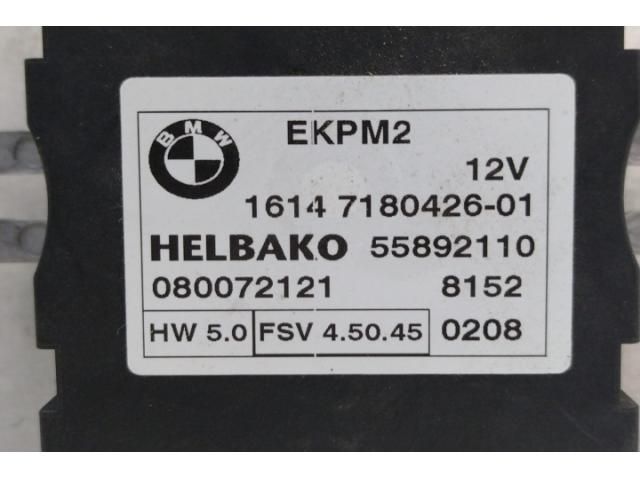 BMW
EKPM2
12V
1614 7180426-01
HELBAKO 55892110
080072121 8152
HW 5.0 FSV 4.50.45 0208